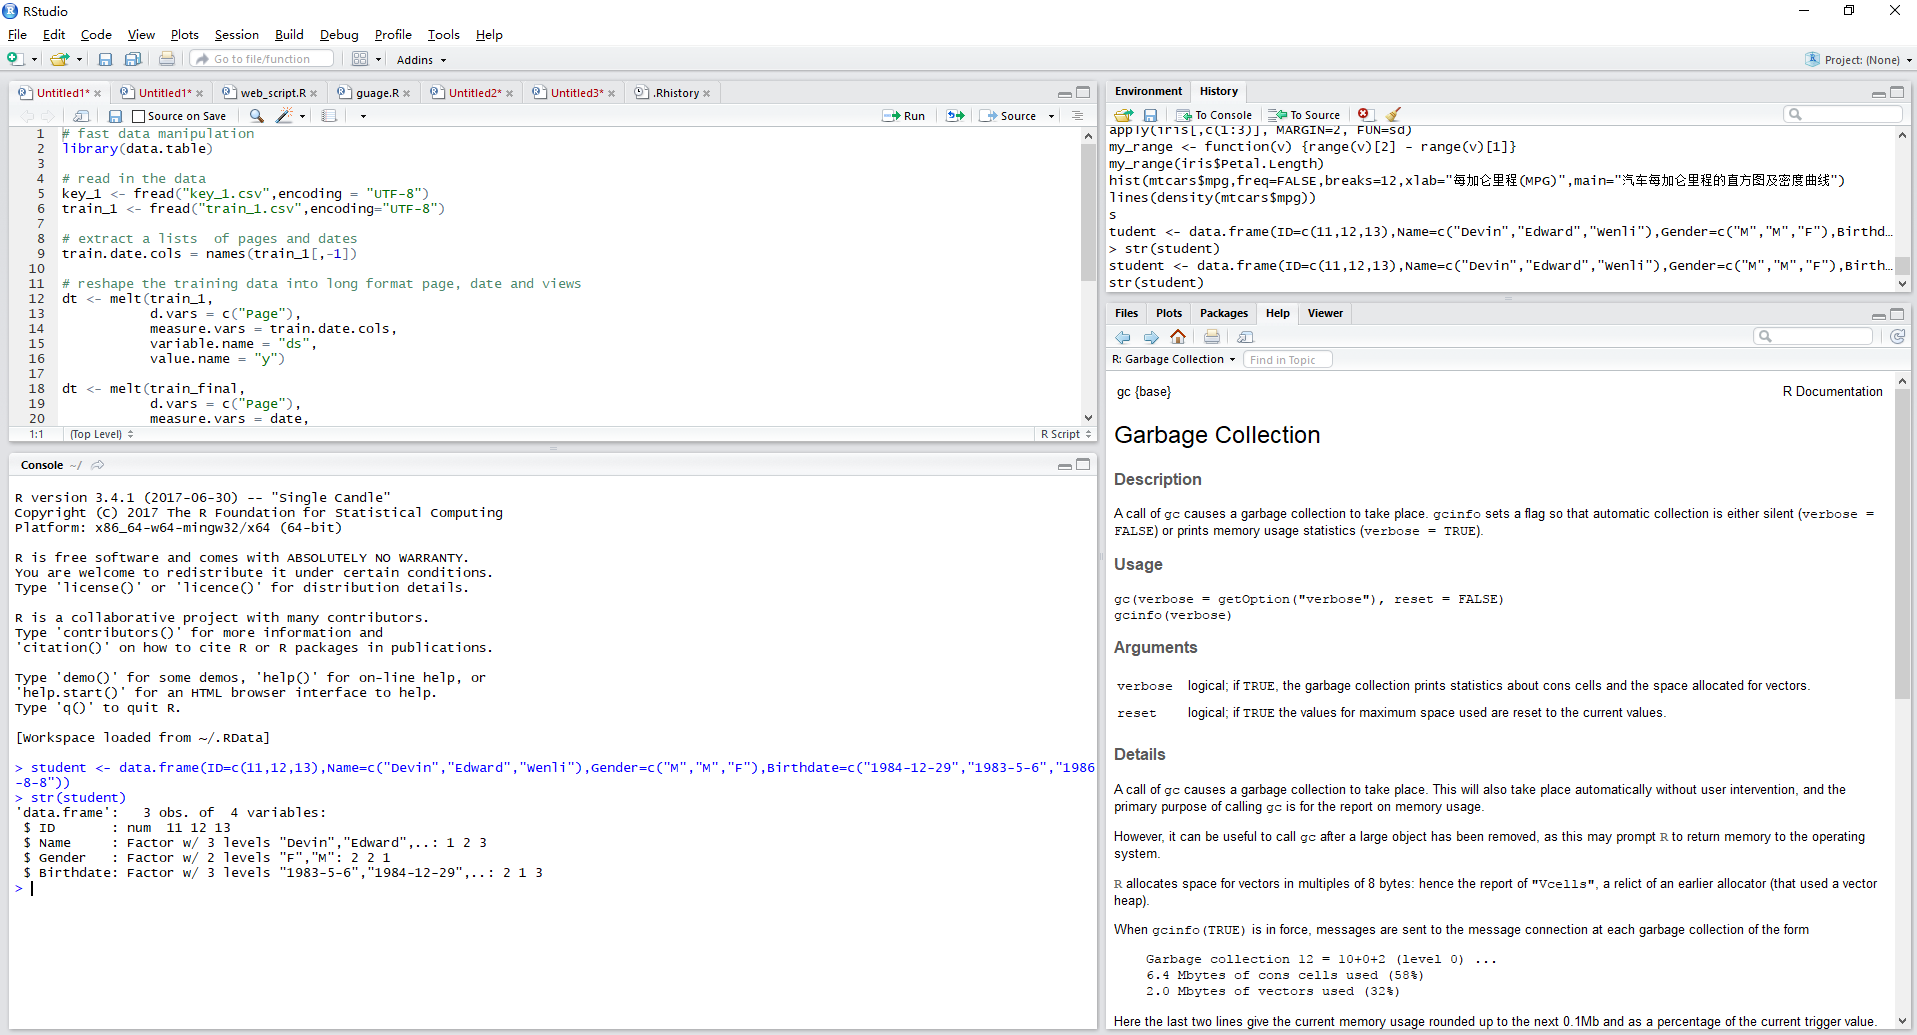 RStudio
File Edit Code View Plots Session Build Debug Profile Tools Help
Go to file/function Addins Project: (None)
Untitled1* Untitled1* web_script.R guage.R Untitled2* Untitled3* .Rhistory
Source on Save Run Source
1 # fast data manipulation
2 library(data.table)
3
4 # read in the data
5 key_1 <- fread("key_1.csv",encoding = "UTF-8")
6 train_1 <- fread("train_1.csv",encoding="UTF-8")
7
8 # extract a lists  of pages and dates
9 train.date.cols = names(train_1[,-1])
10
11 # reshape the training data into long format page, date and views
12 dt <- melt(train_1,
13            d.vars = c("Page"),
14            measure.vars = train.date.cols,
15            variable.name = "ds",
16            value.name = "y")
17
18 dt <- melt(train_final,
19            d.vars = c("Page"),
20            measure.vars = date,
1:1 (Top Level) R Script
Console ~/
R version 3.4.1 (2017-06-30) -- "Single Candle"
Copyright (C) 2017 The R Foundation for Statistical Computing
Platform: x86_64-w64-mingw32/x64 (64-bit)
R is free software and comes with ABSOLUTELY NO WARRANTY.
You are welcome to redistribute it under certain conditions.
Type 'license()' or 'licence()' for distribution details.
R is a collaborative project with many contributors.
Type 'contributors()' for more information and
'citation()' on how to cite R or R packages in publications.
Type 'demo()' for some demos, 'help()' for on-line help, or
'help.start()' for an HTML browser interface to help.
Type 'q()' to quit R.
[Workspace loaded from ~/.RData]
> student <- data.frame(ID=c(11,12,13),Name=c("Devin","Edward","Wenli"),Gender=c("M","M","F"),Birthdate=c("1984-12-29","1983-5-6","1986
-8-8"))
> str(student)
'data.frame':   3 obs. of  4 variables:
 $ ID       : num  11 12 13
 $ Name     : Factor w/ 3 levels "Devin","Edward",..: 1 2 3
 $ Gender   : Factor w/ 2 levels "F","M": 2 2 1
 $ Birthdate: Factor w/ 3 levels "1983-5-6","1984-12-29",..: 2 1 3
>
Environment History
To Console To Source
apply(iris[,c(1:3)], MARGIN=2, FUN=sd)
my_range <- function(v) {range(v)[2] - range(v)[1]}
my_range(iris$Petal.Length)
hist(mtcars$mpg,freq=FALSE,breaks=12,xlab="每加仑里程(MPG)",main="汽车每加仑里程的直方图及密度曲线")
lines(density(mtcars$mpg))
s
tudent <- data.frame(ID=c(11,12,13),Name=c("Devin","Edward","Wenli"),Gender=c("M","M","F"),Birthd...
> str(student)
student <- data.frame(ID=c(11,12,13),Name=c("Devin","Edward","Wenli"),Gender=c("M","M","F"),Birth...
str(student)
Files Plots Packages Help Viewer
R: Garbage Collection Find in Topic
gc {base} R Documentation
Garbage Collection
Description
A call of gc causes a garbage collection to take place. gcinfo sets a flag so that automatic collection is either silent (verbose =
FALSE) or prints memory usage statistics (verbose = TRUE).
Usage
gc(verbose = getOption("verbose"), reset = FALSE)
gcinfo(verbose)
Arguments
verbose logical; if TRUE, the garbage collection prints statistics about cons cells and the space allocated for vectors.
reset logical; if TRUE the values for maximum space used are reset to the current values.
Details
A call of gc causes a garbage collection to take place. This will also take place automatically without user intervention, and the
primary purpose of calling gc is for the report on memory usage.
However, it can be useful to call gc after a large object has been removed, as this may prompt R to return memory to the operating
system.
R allocates space for vectors in multiples of 8 bytes: hence the report of "Vcells", a relict of an earlier allocator (that used a vector
heap).
When gcinfo(TRUE) is in force, messages are sent to the message connection at each garbage collection of the form
Garbage collection 12 = 10+0+2 (level 0) ...
6.4 Mbytes of cons cells used (58%)
2.0 Mbytes of vectors used (32%)
Here the last two lines give the current memory usage rounded up to the next 0.1Mb and as a percentage of the current trigger value.